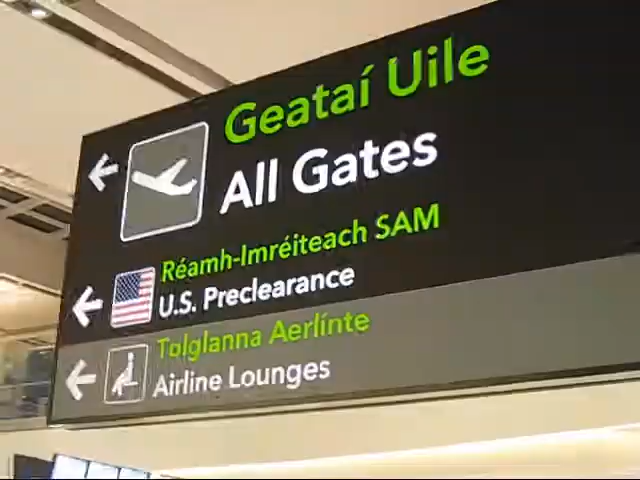 Geataí Uile
All Gates
Réamh-Imréiteach SAM
U.S. Preclearance
Tolglanna Aerlínte
Airline Lounges